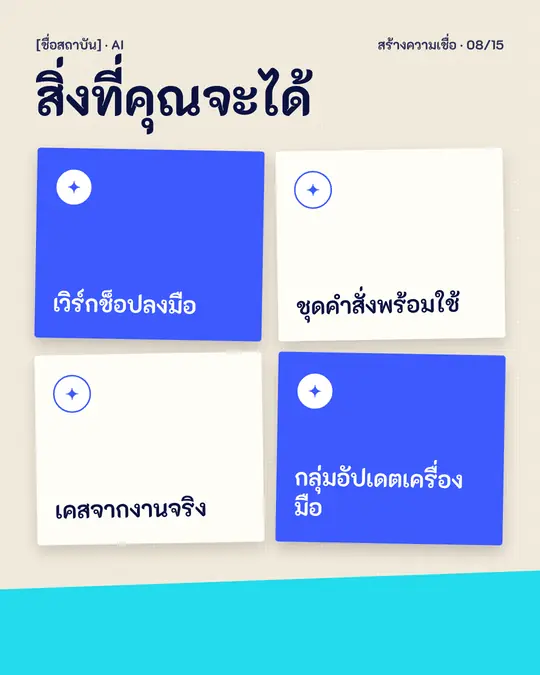 [ชื่อสถาบัน] · AI
สร้างความเชื่อ · 08/15
สิ่งที่คุณจะได้
เวิร์กช็อปลงมือ
ชุดคำสั่งพร้อมใช้
เคสจากงานจริง
กลุ่มอัปเดตเครื่อง
มือ